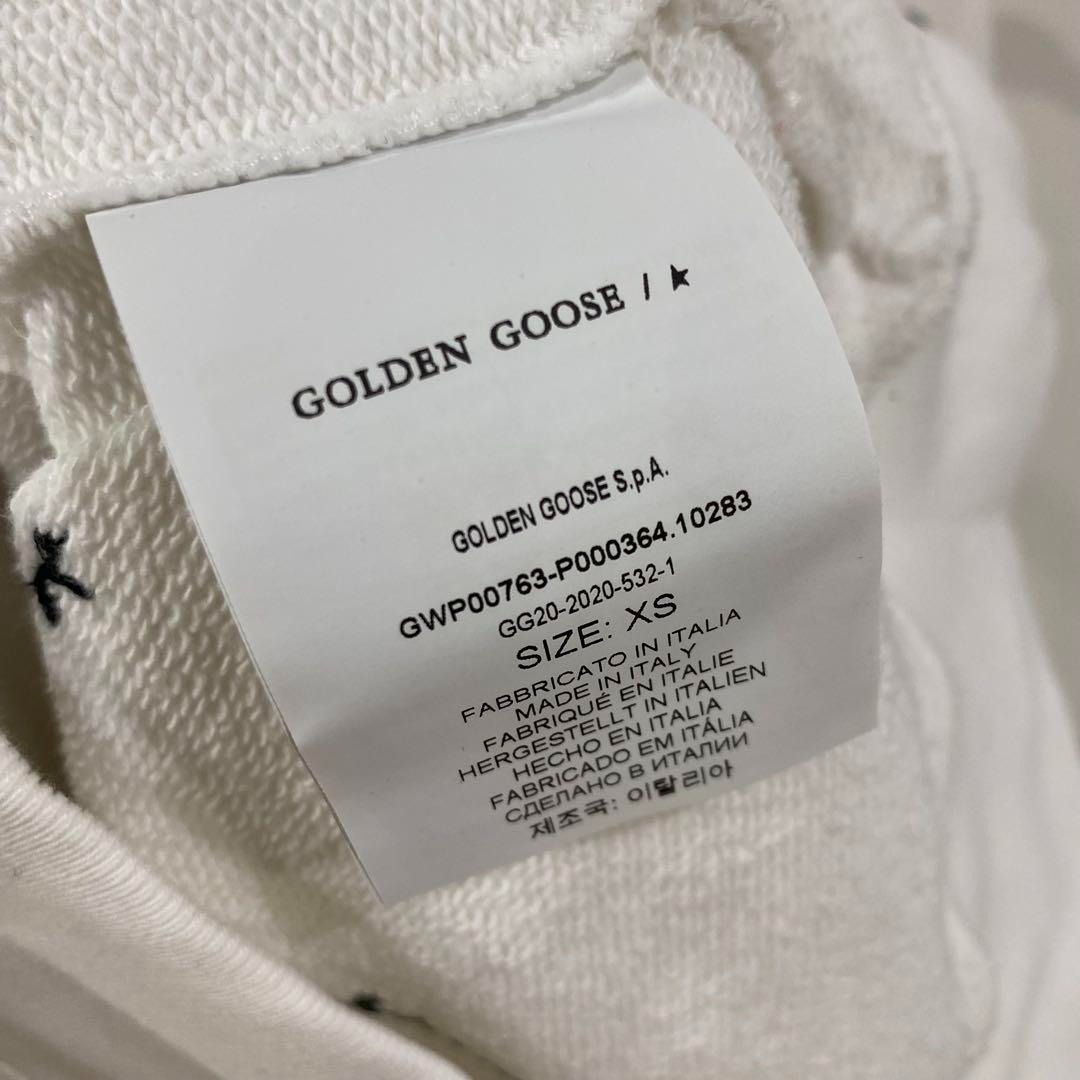 GOLDEN GOOSE / ★
GOLDEN GOOSE S.p.A.
GWP00763-P000364.10283
GG20-2020-532-1
SIZE: XS
FABBRICATO IN ITALIA
MADE IN ITALY
FABRIQUÉ EN ITALIE
HERGESTELLT IN ITALIEN
HECHO EN ITALIA
FABRICADO EM ITÁLIA
СДЕЛАНО В ИТАЛИИ
제조국: 이탈리아